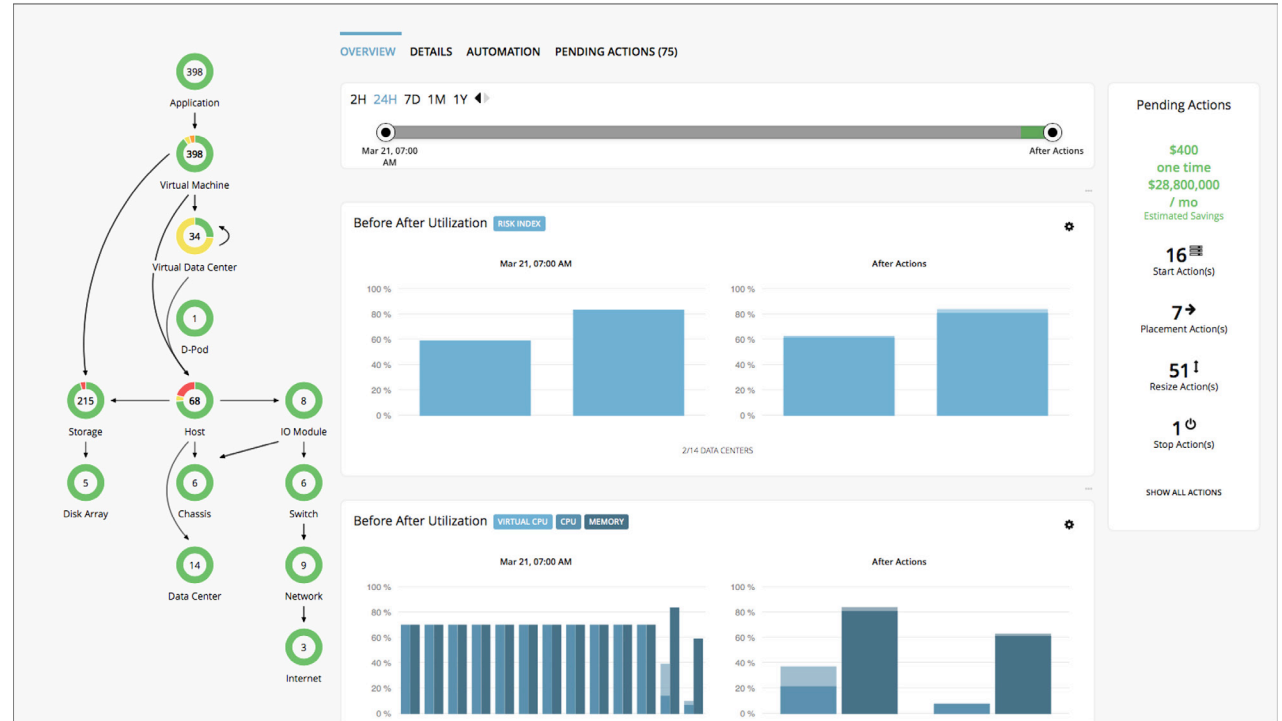 398
Application
398
Virtual Machine
34
Virtual Data Center
1
D-Pod
215
Storage
68
Host
8
IO Module
5
Disk Array
6
Chassis
6
Switch
14
Data Center
9
Network
3
Internet
OVERVIEW DETAILS AUTOMATION PENDING ACTIONS (75)
2H 24H 7D 1M 1Y
Mar 21, 07:00
AM
After Actions
Before After Utilization RISK INDEX
Mar 21, 07:00 AM
100 %
80 %
60 %
40 %
20 %
0 %
After Actions
100 %
80 %
60 %
40 %
20 %
0 %
2/14 DATA CENTERS
Before After Utilization VIRTUAL CPU CPU MEMORY
Mar 21, 07:00 AM
100 %
80 %
60 %
40 %
20 %
0 %
After Actions
100 %
80 %
60 %
40 %
20 %
0 %
Pending Actions
$400
one time
$28,800,000
/ mo
Estimated Savings
16
Start Action(s)
7
Placement Action(s)
51
Resize Action(s)
1
Stop Action(s)
SHOW ALL ACTIONS